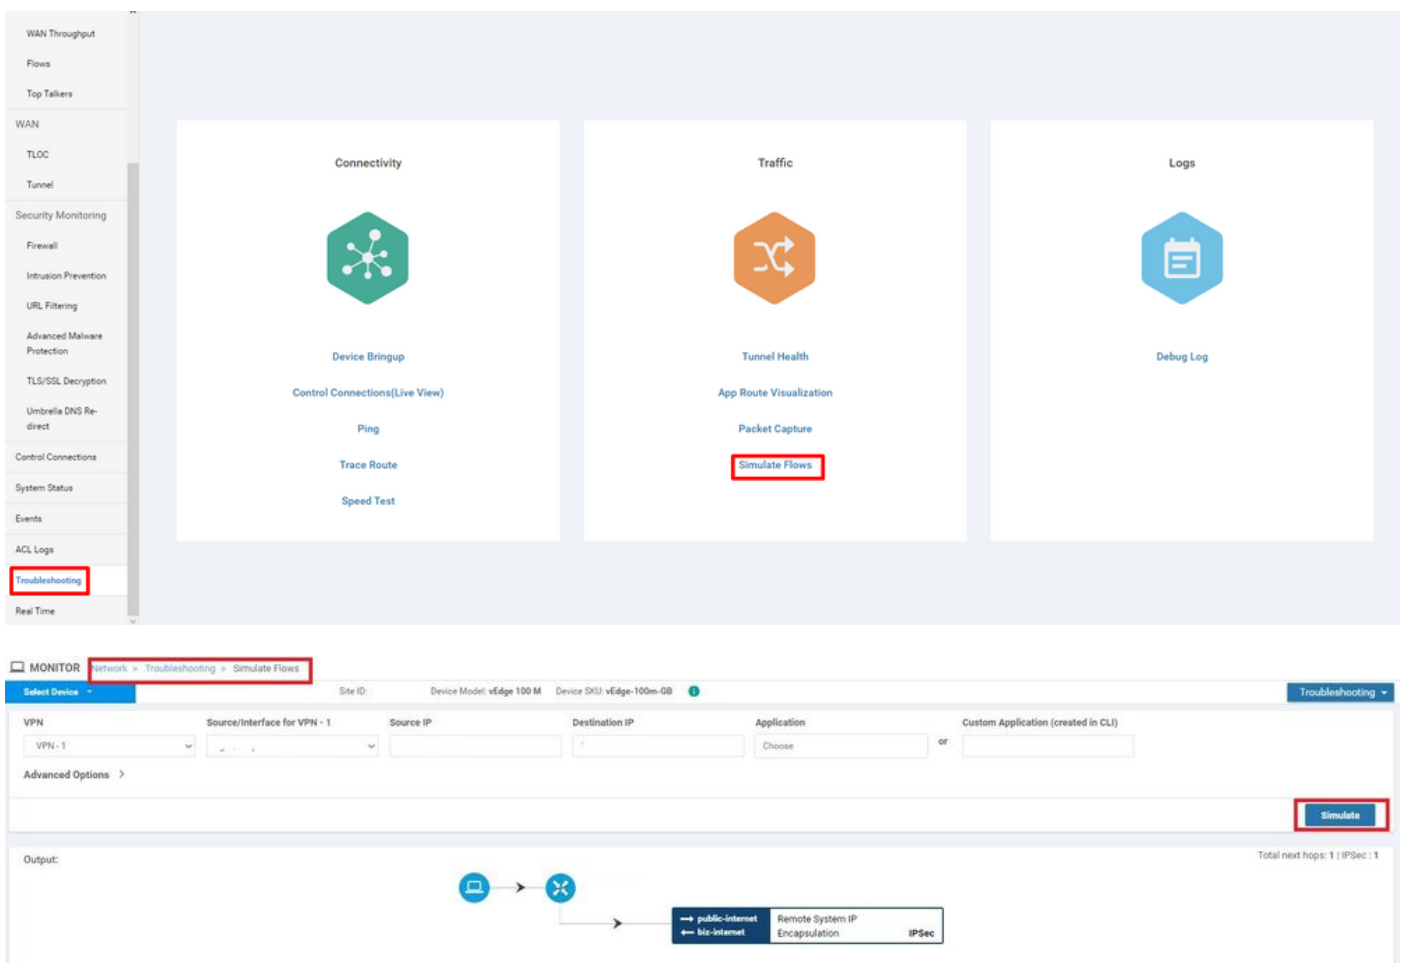 WAN Throughput
Flows
Top Talkers
WAN
TLOC
Tunnel
Security Monitoring
Firewall
Intrusion Prevention
URL Filtering
Advanced Malware
Protection
TLS/SSL Decryption
Umbrella DNS Re-
direct
Control Connections
System Status
Events
ACL Logs
Troubleshooting
Real Time
Connectivity
Device Bringup
Control Connections(Live View)
Ping
Trace Route
Speed Test
Traffic
Tunnel Health
App Route Visualization
Packet Capture
Simulate Flows
Logs
Debug Log
MONITOR Network > Troubleshooting > Simulate Flows
Select Device Site ID: Device Model: vEdge 100 M Device SKU: vEdge-100m-GB Troubleshooting
VPN Source/Interface for VPN - 1 Source IP Destination IP Application Custom Application (created in CLI)
VPN - 1 Choose or
Advanced Options >
Simulate
Output: Total next hops: 1 | IPSec : 1
public-internet Remote System IP
biz-internet Encapsulation IPSec